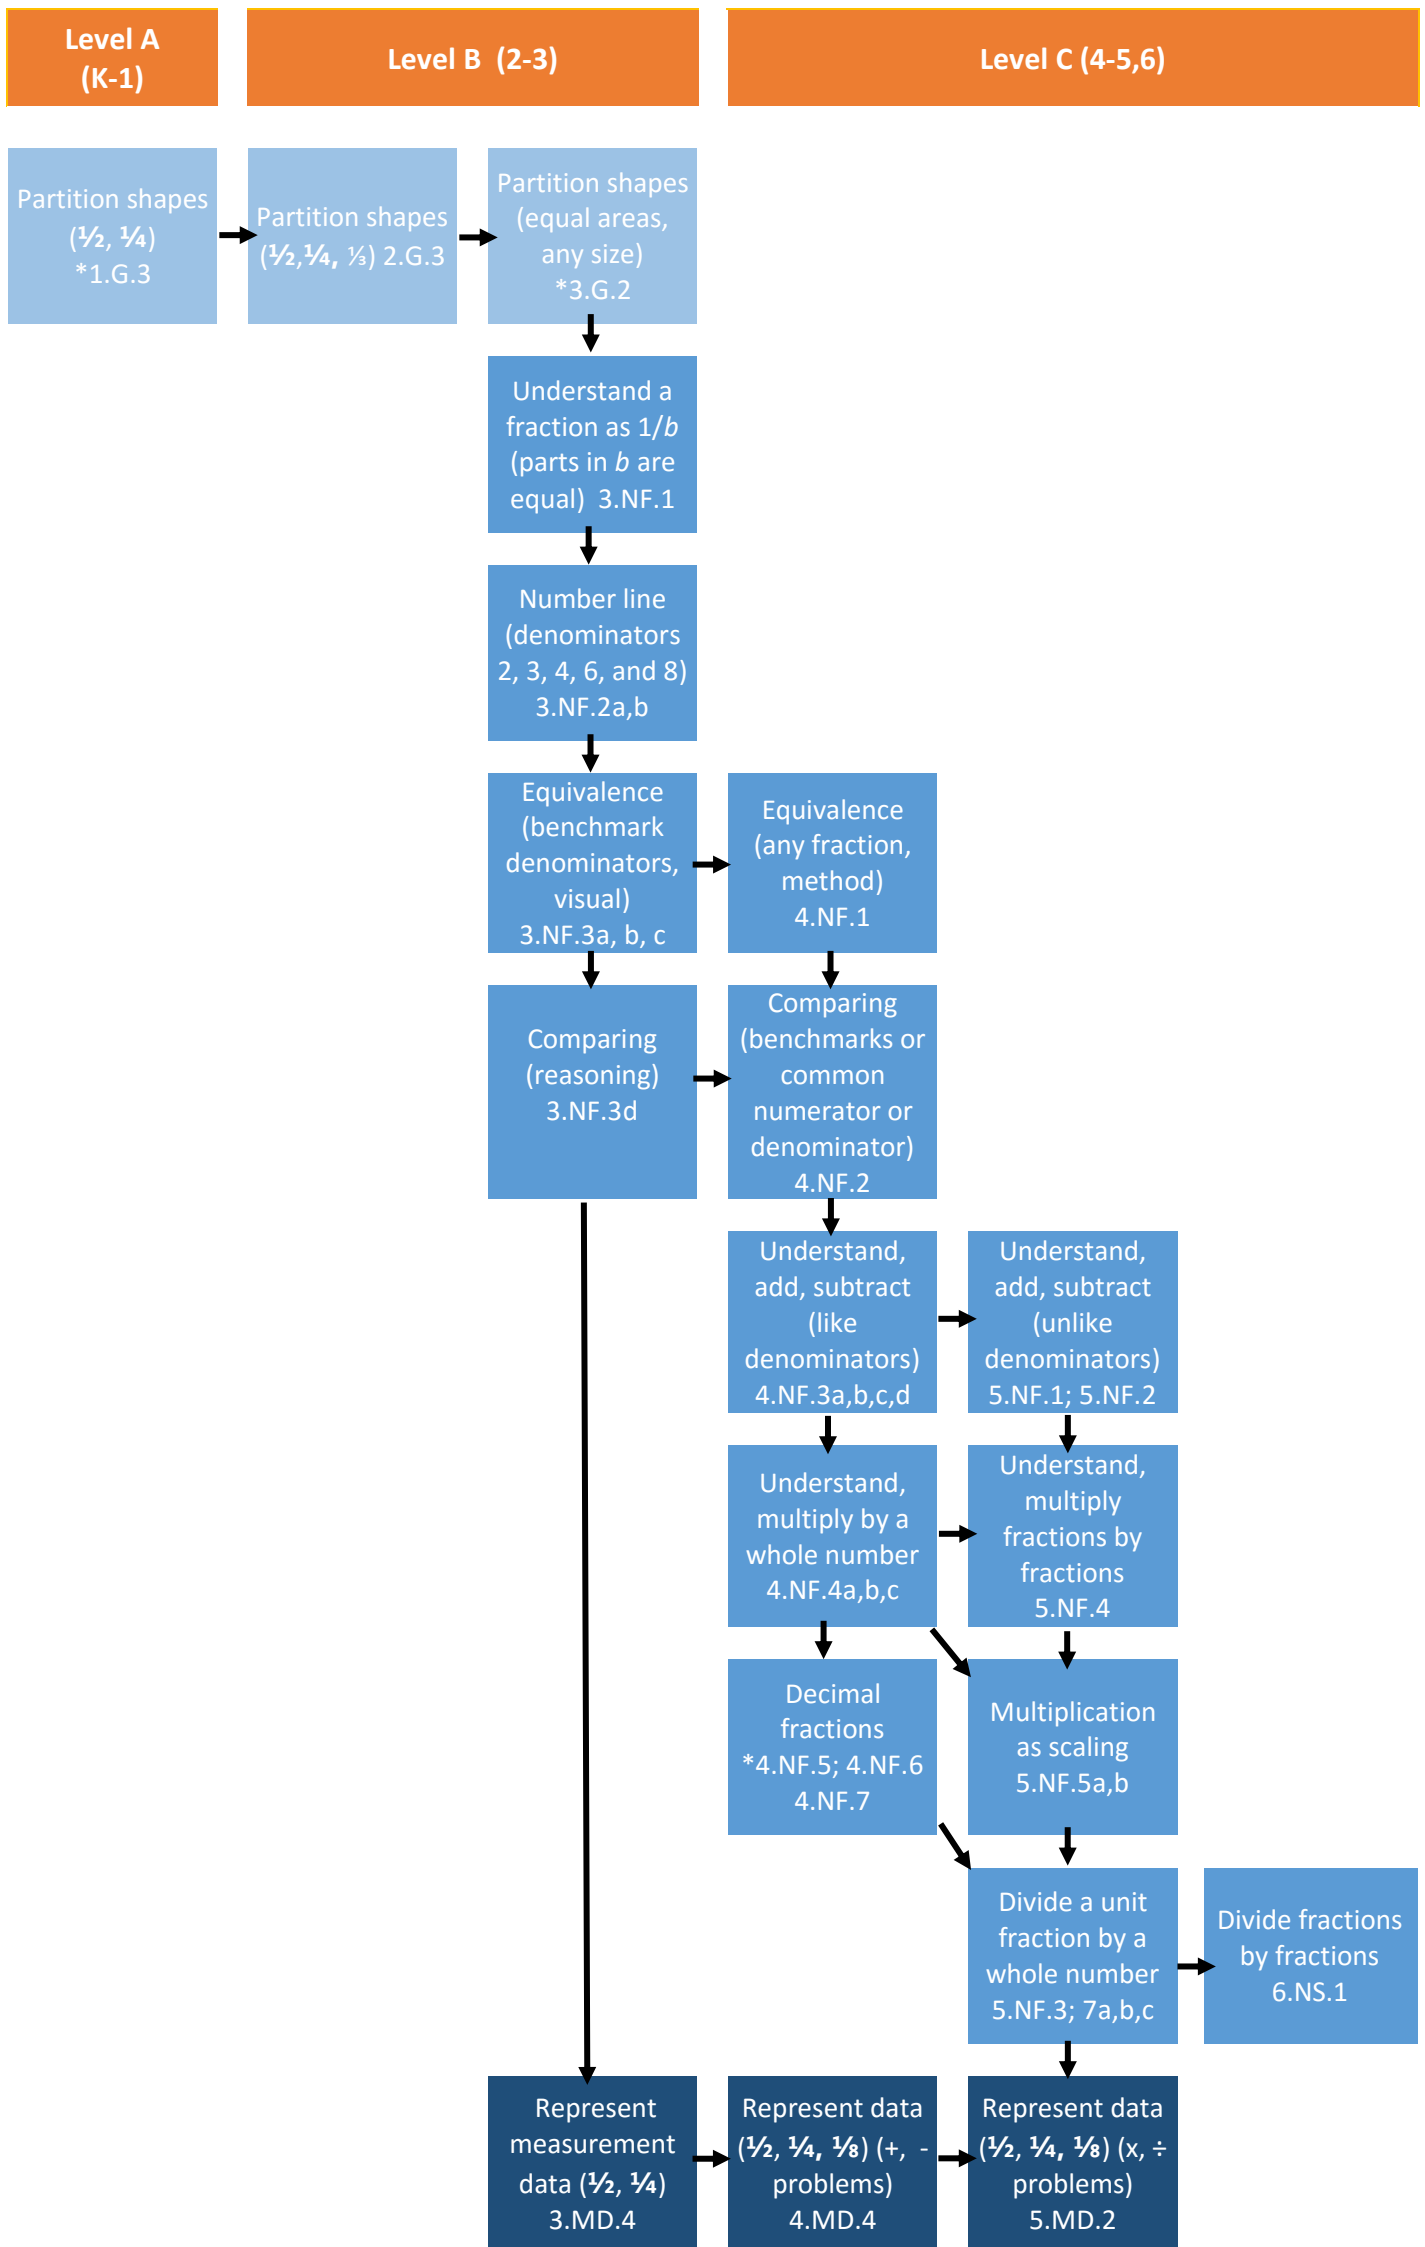 Level A
(K-1)
Level B (2-3)
Level C (4-5,6)
Partition shapes
(½, ¼)
*1.G.3
Partition shapes
(½,¼, ⅓) 2.G.3
Partition shapes
(equal areas,
any size)
*3.G.2
Understand a
fraction as 1/b
(parts in b are
equal) 3.NF.1
Number line
(denominators
2, 3, 4, 6, and 8)
3.NF.2a,b
Equivalence
(benchmark
denominators,
visual)
3.NF.3a, b, c
Equivalence
(any fraction,
method)
4.NF.1
Comparing
(reasoning)
3.NF.3d
Comparing
(benchmarks or
common
numerator or
denominator)
4.NF.2
Understand,
add, subtract
(like
denominators)
4.NF.3a,b,c,d
Understand,
add, subtract
(unlike
denominators)
5.NF.1; 5.NF.2
Understand,
multiply by a
whole number
4.NF.4a,b,c
Understand,
multiply
fractions by
fractions
5.NF.4
Decimal
fractions
*4.NF.5; 4.NF.6
4.NF.7
Multiplication
as scaling
5.NF.5a,b
Divide a unit
fraction by a
whole number
5.NF.3; 7a,b,c
Divide fractions
by fractions
6.NS.1
Represent
measurement
data (½, ¼)
3.MD.4
Represent data
(½, ¼, ⅛) (+, -
problems)
4.MD.4
Represent data
(½, ¼, ⅛) (x, ÷
problems)
5.MD.2